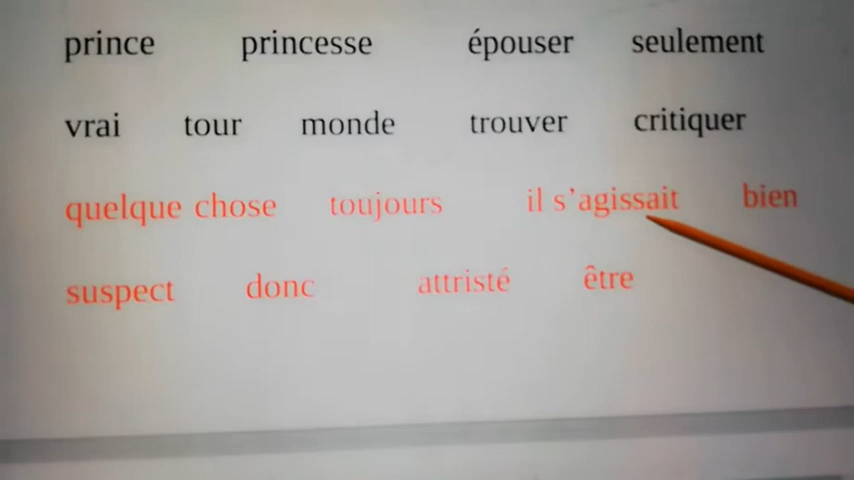 prince princesse épouser seulement
vrai tour monde trouver critiquer
quelque chose toujours il s'agissait bien
suspect donc attristé être